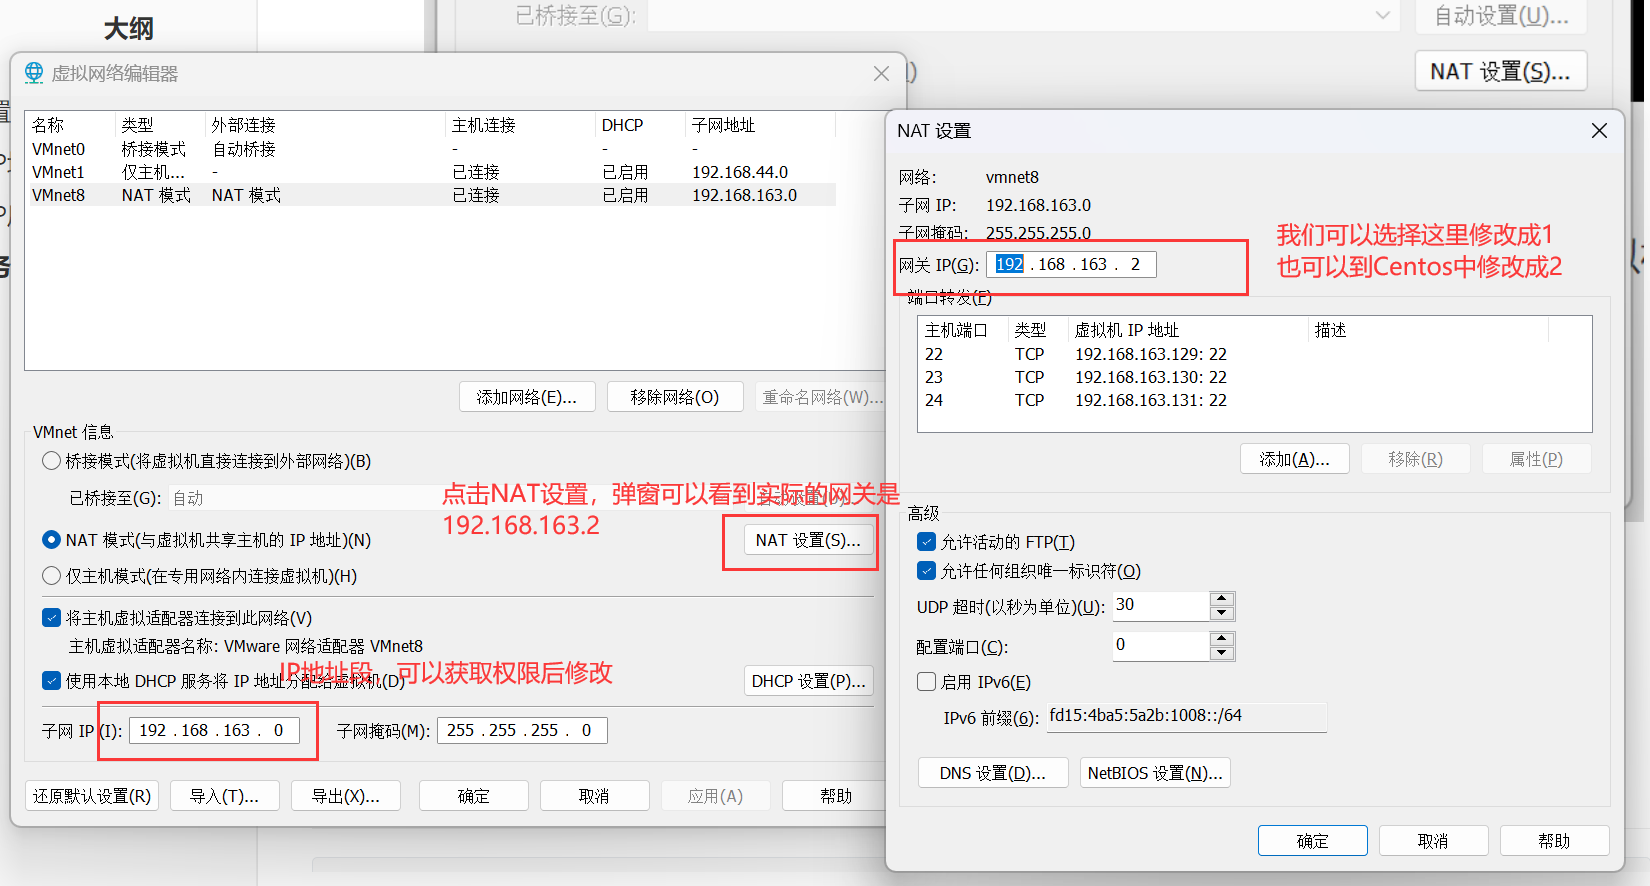 大纲
已桥接至(G):
自动设置(U)...
NAT 设置(S)...
虚拟网络编辑器
名称 类型 外部连接 主机连接 DHCP 子网地址
VMnet0 桥接模式 自动桥接 - - -
VMnet1 仅主机... - 已连接 已启用 192.168.44.0
VMnet8 NAT 模式 NAT 模式 已连接 已启用 192.168.163.0
添加网络(E)... 移除网络(O) 重命名网络(W)...
VMnet 信息
桥接模式(将虚拟机直接连接到外部网络)(B)
已桥接至(G): 自动
点击NAT设置，弹窗可以看到实际的网关是
192.168.163.2
NAT 模式(与虚拟机共享主机的 IP 地址)(N)
NAT 设置(S)...
仅主机模式(在专用网络内连接虚拟机)(H)
将主机虚拟适配器连接到此网络(V)
主机虚拟适配器名称: VMware 网络适配器 VMnet8
IP地址段，可以获取权限后修改
使用本地 DHCP 服务将 IP 地址分配给虚拟机(D)
DHCP 设置(P)...
子网 IP (I): 192 . 168 . 163 . 0 子网掩码(M): 255 . 255 . 255 . 0
还原默认设置(R) 导入(T)... 导出(X)... 确定 取消 应用(A) 帮助
NAT 设置
网络: vmnet8
子网 IP: 192.168.163.0
子网掩码: 255.255.255.0
网关 IP(G): 192 . 168 . 163 . 2
我们可以选择这里修改成1
也可以到Centos中修改成2
端口转发(F)
主机端口 类型 虚拟机 IP 地址 描述
22 TCP 192.168.163.129: 22
23 TCP 192.168.163.130: 22
24 TCP 192.168.163.131: 22
添加(A)... 移除(R) 属性(P)
高级
允许活动的 FTP(T)
允许任何组织唯一标识符(O)
UDP 超时(以秒为单位)(U): 30
配置端口(C): 0
启用 IPv6(E)
IPv6 前缀(6): fd15:4ba5:5a2b:1008::/64
DNS 设置(D)... NetBIOS 设置(N)...
确定 取消 帮助